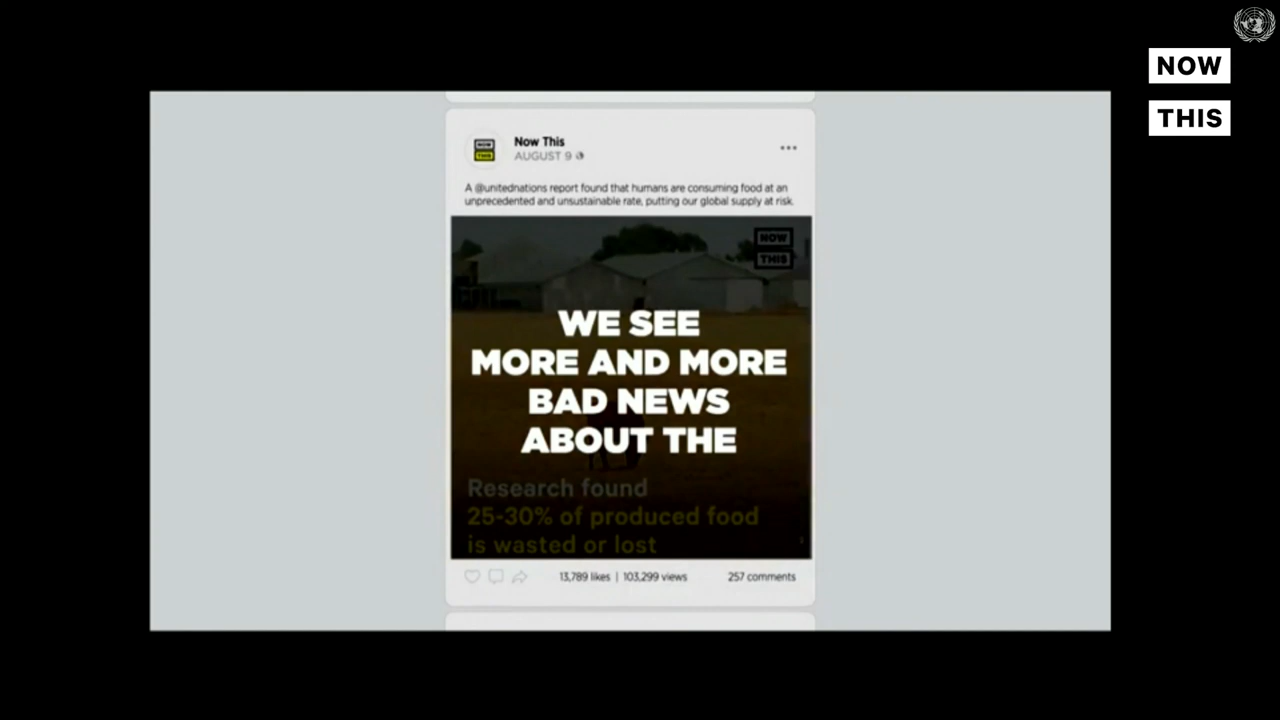 NOW
THIS
Now This
AUGUST 9
A @unitednations report found that humans are consuming food at an
unprecedented and unsustainable rate, putting our global supply at risk.
NOW
THIS
WE SEE
MORE AND MORE
BAD NEWS
ABOUT THE
Research found
25-30% of produced food
is wasted or lost
13,789 likes | 103,299 views 257 comments